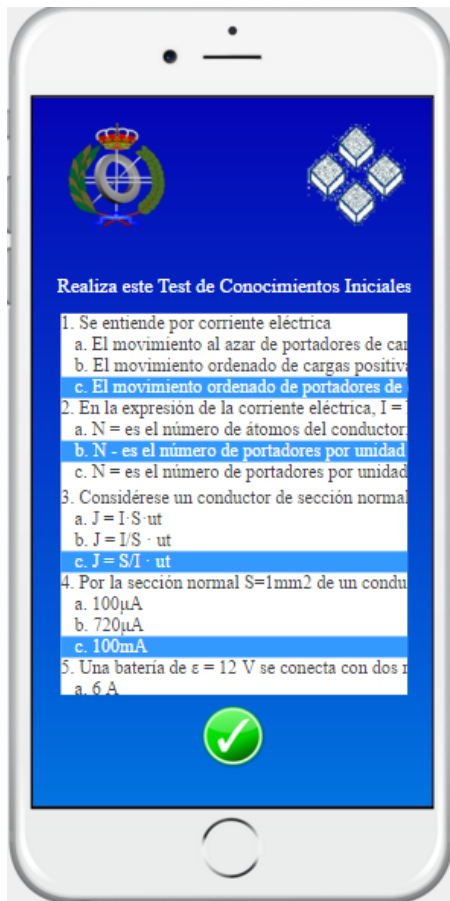 Realiza este Test de Conocimientos Iniciales
1. Se entiende por corriente eléctrica
a. El movimiento al azar de portadores de car
b. El movimiento ordenado de cargas positiva
c. El movimiento ordenado de portadores de
2. En la expresión de la corriente eléctrica, I =
a. N = es el número de átomos del conductor
b. N - es el número de portadores por unidad
c. N = es el número de portadores por unidad
3. Considérese un conductor de sección normal
a. J = I·S·ut
b. J = I/S · ut
c. J = S/I · ut
4. Por la sección normal S=1mm2 de un condu
a. 100μA
b. 720μA
c. 100mA
5. Una batería de ε = 12 V se conecta con dos r
a. 6 A